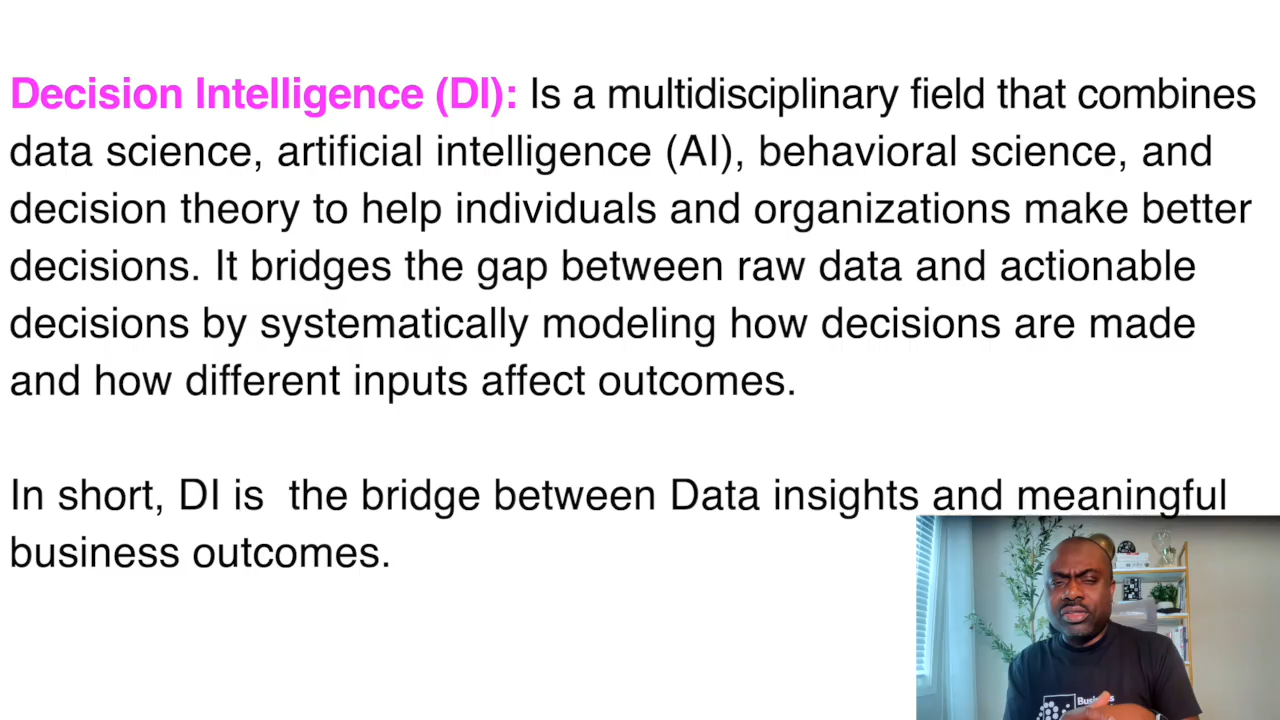 Decision Intelligence (DI): Is a multidisciplinary field that combines
data science, artificial intelligence (AI), behavioral science, and
decision theory to help individuals and organizations make better
decisions. It bridges the gap between raw data and actionable
decisions by systematically modeling how decisions are made
and how different inputs affect outcomes.
In short, DI is  the bridge between Data insights and meaningful
business outcomes.